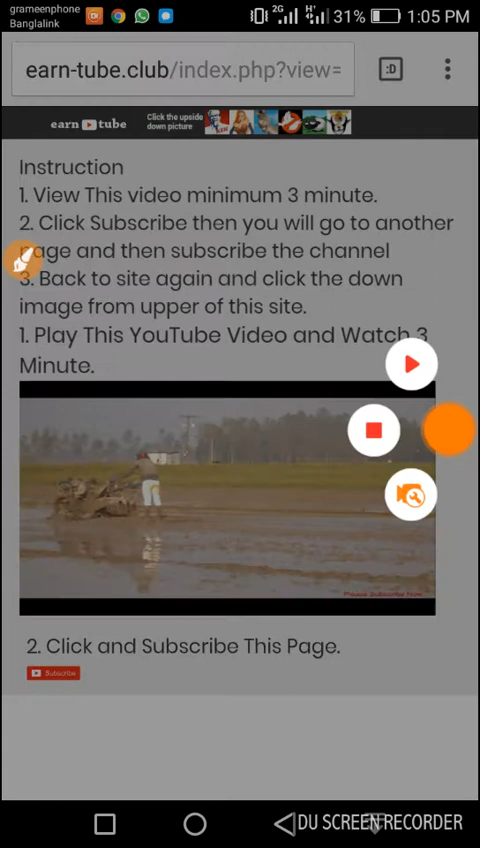 grameenphone
Banglalink
2G
H+
31%
1:05 PM
earn-tube.club/index.php?view=
:D
earn tube
Click the upside
down picture
Instruction
1. View This video minimum 3 minute.
2. Click Subscribe then you will go to another
page and then subscribe the channel
3. Back to site again and click the down
image from upper of this site.
1. Play This YouTube Video and Watch 3
Minute.
Please Subscribe Now
2. Click and Subscribe This Page.
Subscribe
DU SCREEN RECORDER